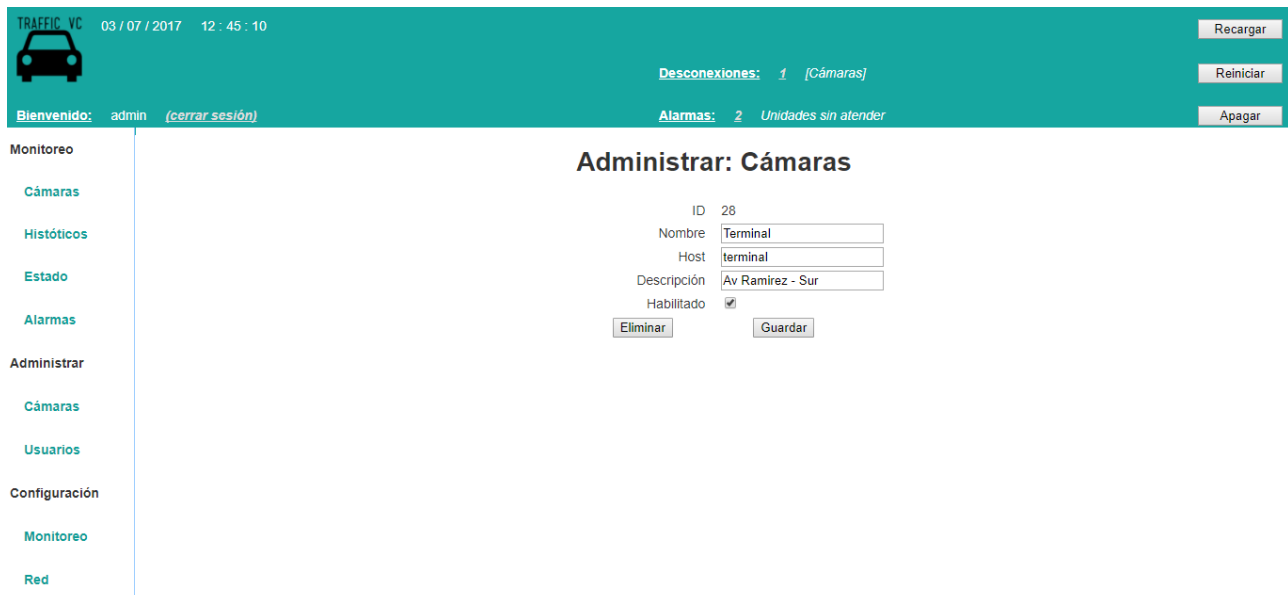 TRAFFIC VC
03 / 07 / 2017 12 : 45 : 10
Recargar
Desconexiones: 1 [Cámaras]
Reiniciar
Bienvenido: admin (cerrar sesión)
Alarmas: 2 Unidades sin atender
Apagar
Monitoreo
Cámaras
Históticos
Estado
Alarmas
Administrar
Cámaras
Usuarios
Configuración
Monitoreo
Red
Administrar: Cámaras
ID 28
Nombre Terminal
Host terminal
Descripción Av Ramirez - Sur
Habilitado
Eliminar Guardar